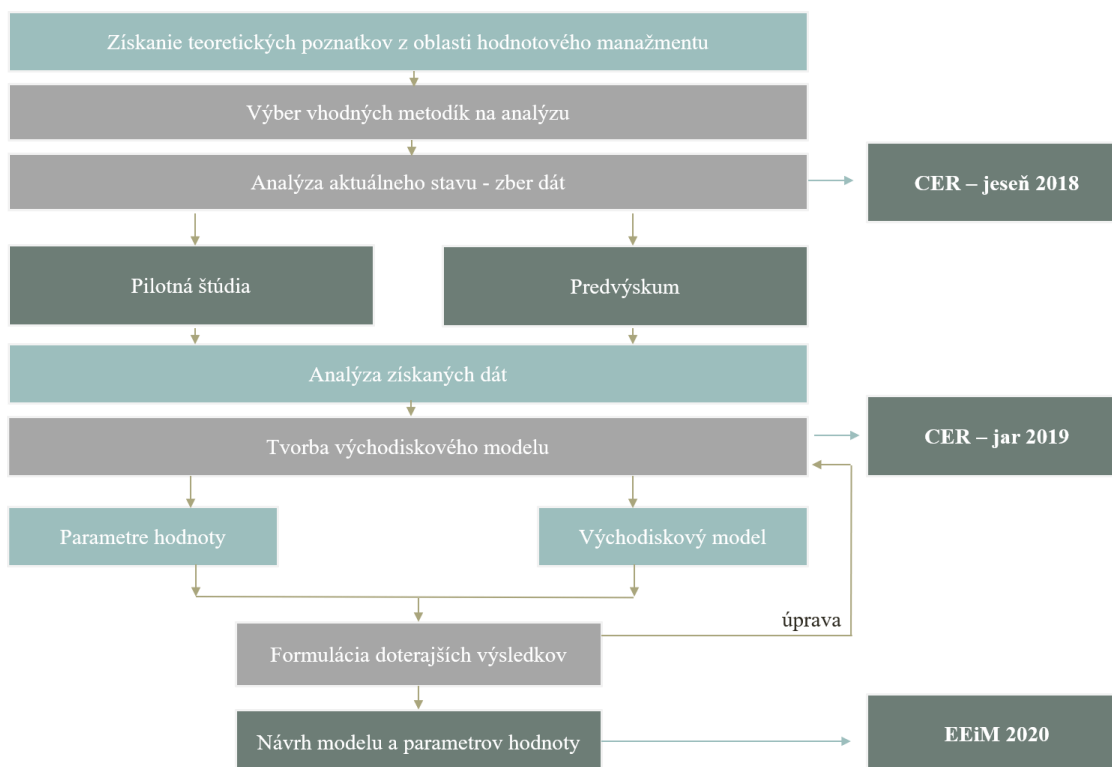 Získanie teoretických poznatkov z oblasti hodnotového manažmentu
Výber vhodných metodík na analýzu
Analýza aktuálneho stavu - zber dát
CER – jeseň 2018
Pilotná štúdia
Predvýskum
Analýza získaných dát
Tvorba východiskového modelu
CER – jar 2019
Parametre hodnoty
Východiskový model
úprava
Formulácia doterajších výsledkov
Návrh modelu a parametrov hodnoty
EEiM 2020